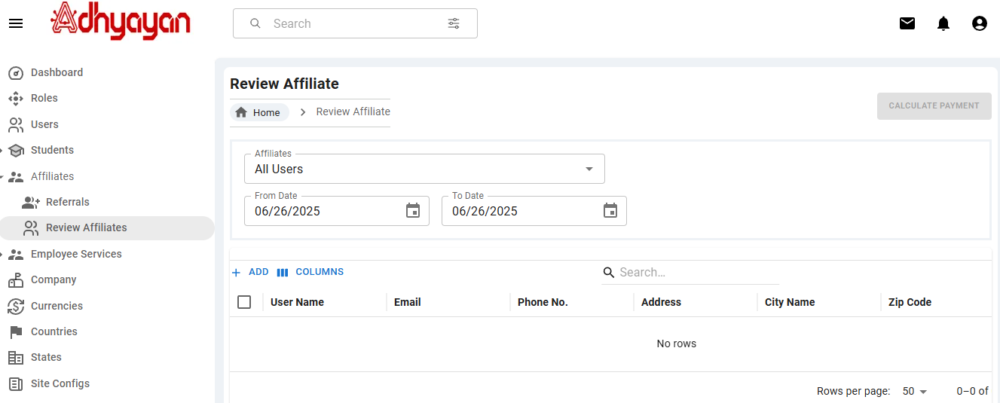 Adhyayan
Search
Dashboard
Roles
Users
Students
Affiliates
Referrals
Review Affiliates
Employee Services
Company
Currencies
Countries
States
Site Configs
Review Affiliate
Home > Review Affiliate
CALCULATE PAYMENT
Affiliates
All Users
From Date To Date
06/26/2025 06/26/2025
+ ADD COLUMNS Search…
User Name Email Phone No. Address City Name Zip Code
No rows
Rows per page: 50 0–0 of